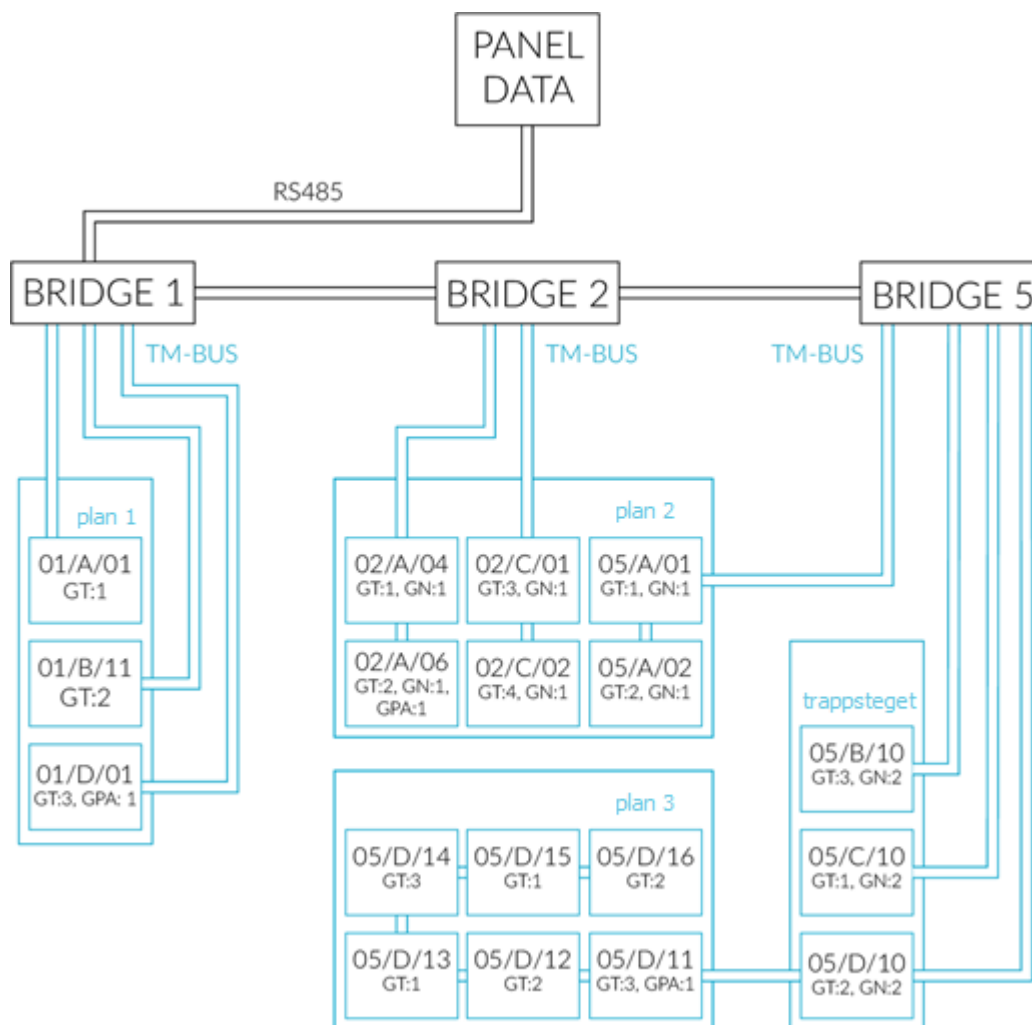 PANEL
DATA
RS485
BRIDGE 1
BRIDGE 2
BRIDGE 5
TM-BUS
TM-BUS
TM-BUS
plan 1
01/A/01
GT:1
01/B/11
GT:2
01/D/01
GT:3, GPA: 1
plan 2
02/A/04
GT:1, GN:1
02/C/01
GT:3, GN:1
05/A/01
GT:1, GN:1
02/A/06
GT:2, GN:1,
GPA:1
02/C/02
GT:4, GN:1
05/A/02
GT:2, GN:1
trappsteget
05/B/10
GT:3, GN:2
05/C/10
GT:1, GN:2
05/D/10
GT:2, GN:2
plan 3
05/D/14
GT:3
05/D/15
GT:1
05/D/16
GT:2
05/D/13
GT:1
05/D/12
GT:2
05/D/11
GT:3, GPA:1